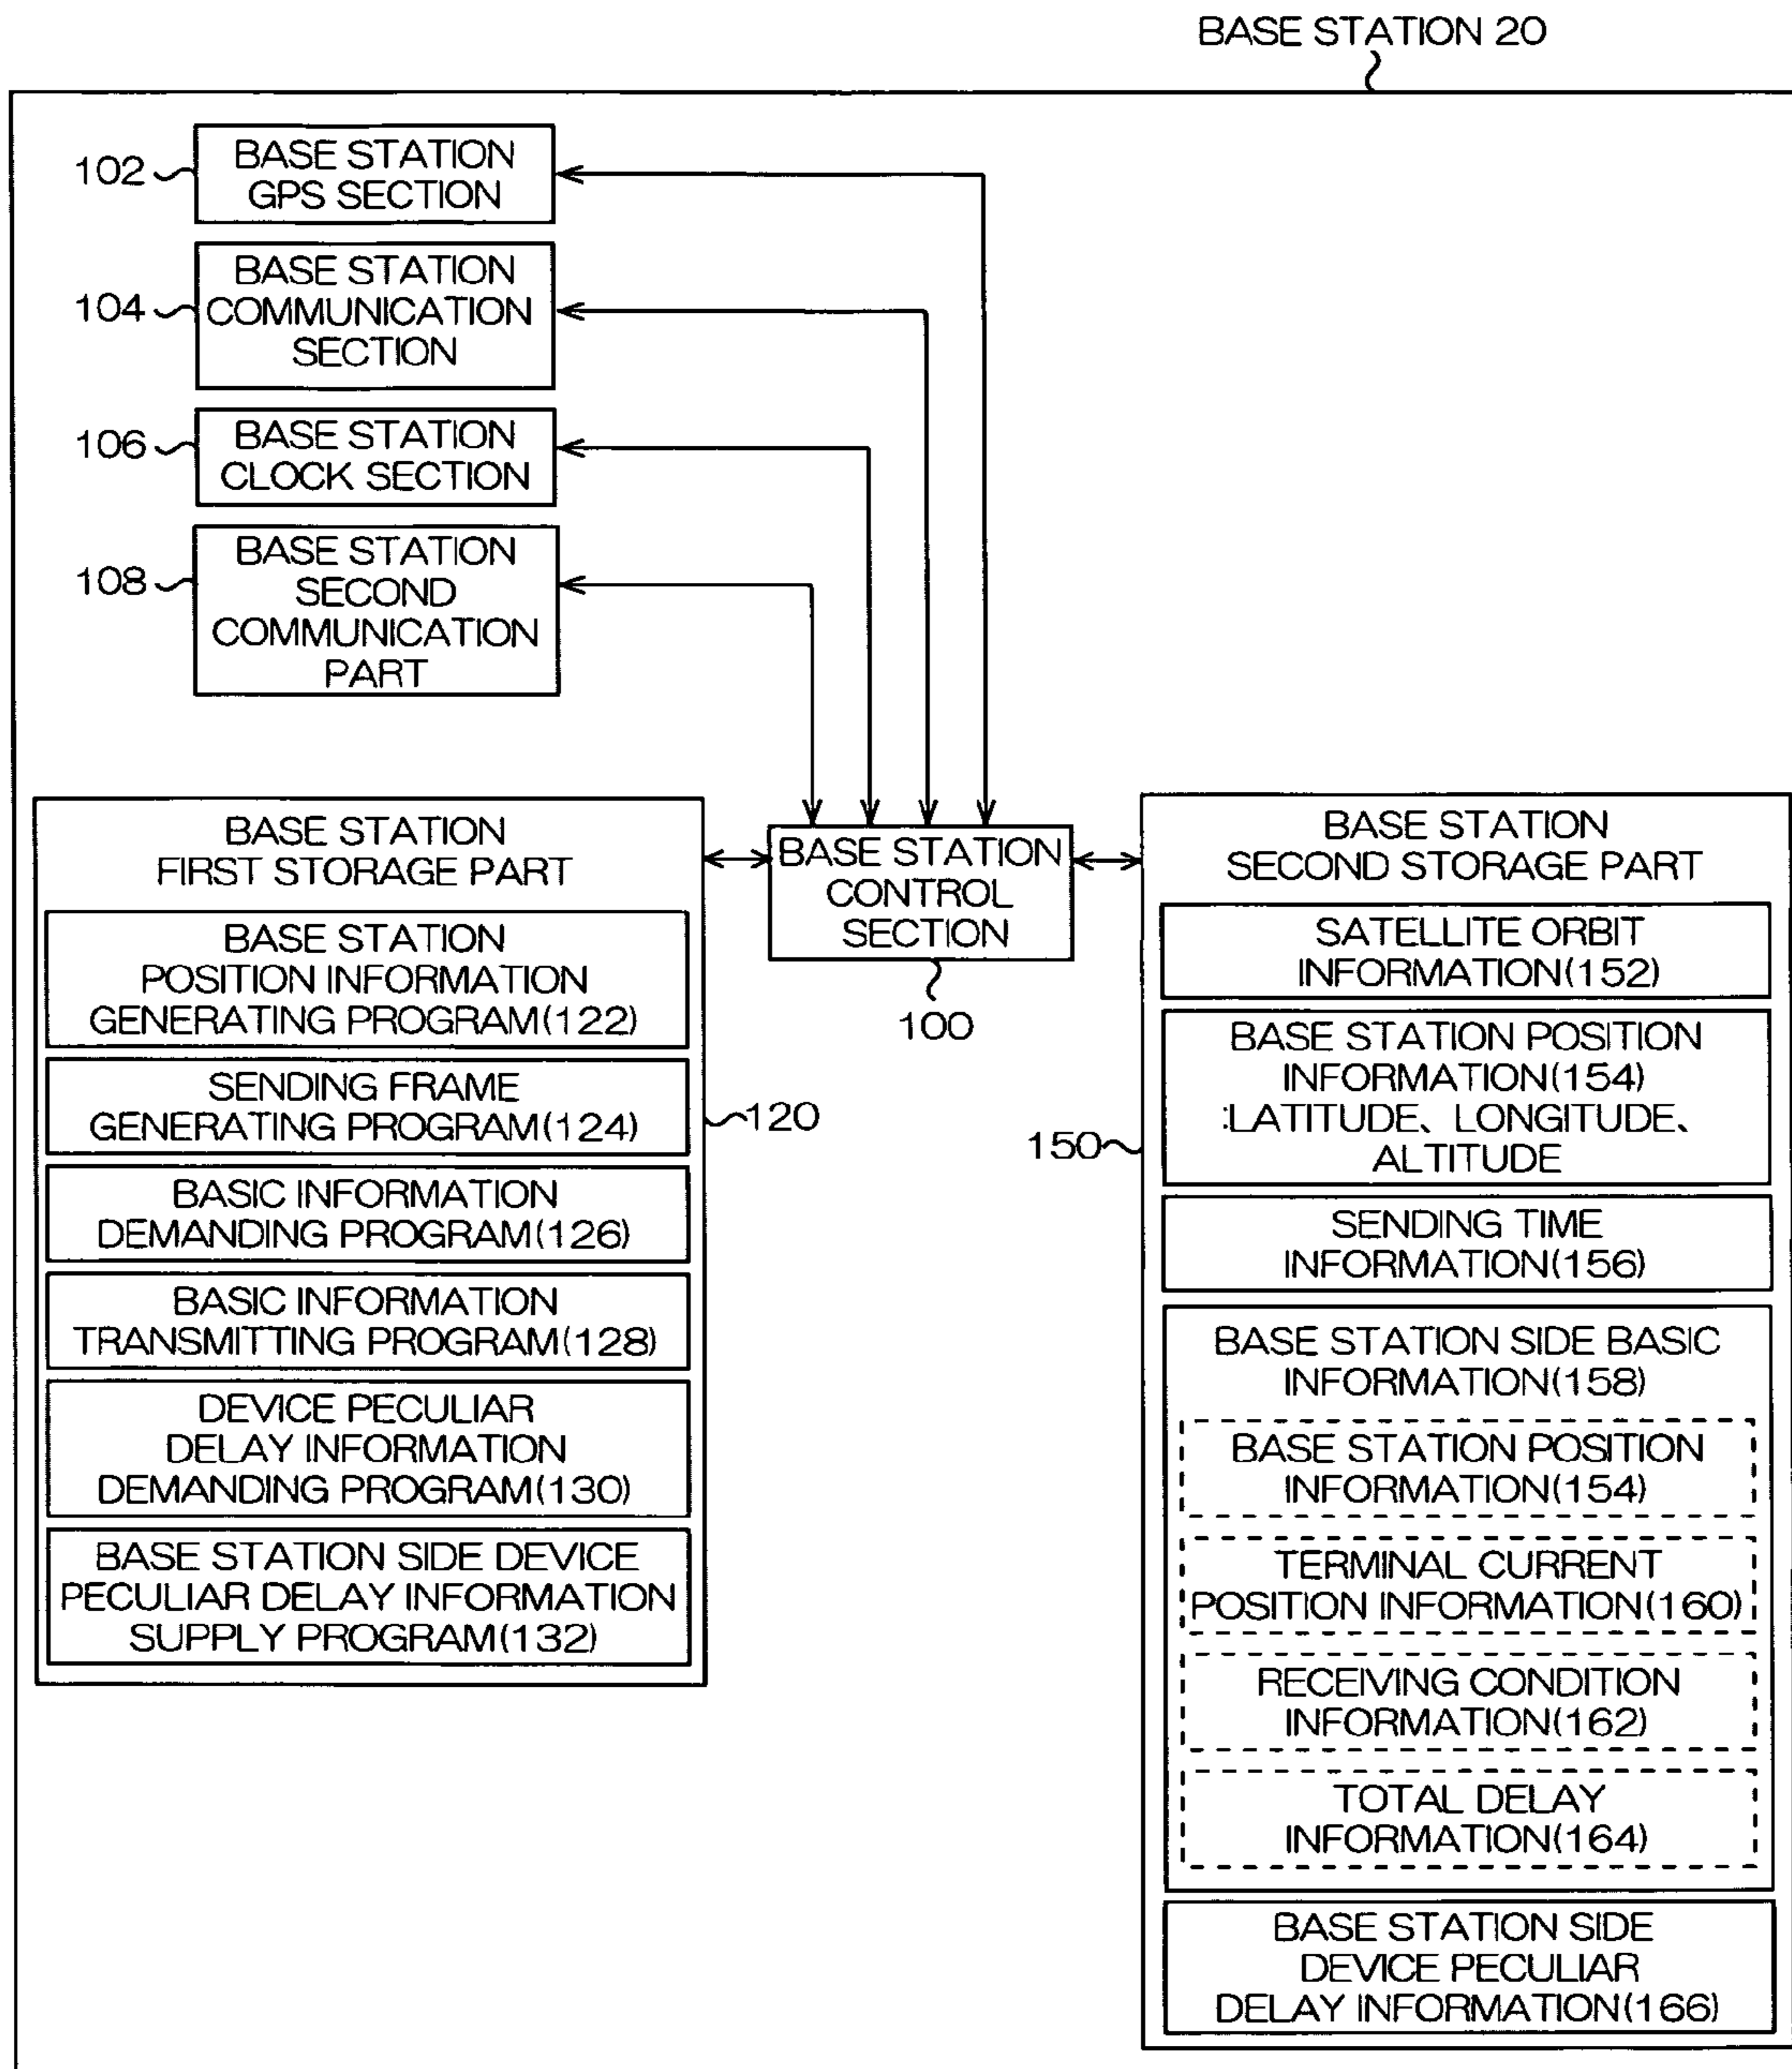 BASE STATION 20
102
BASE STATION
GPS SECTION
104
BASE STATION
COMMUNICATION
SECTION
106
BASE STATION
CLOCK SECTION
108
BASE STATION
SECOND
COMMUNICATION
PART
BASE STATION
FIRST STORAGE PART
BASE STATION
POSITION INFORMATION
GENERATING PROGRAM(122)
SENDING FRAME
GENERATING PROGRAM(124)
BASIC INFORMATION
DEMANDING PROGRAM(126)
BASIC INFORMATION
TRANSMITTING PROGRAM(128)
DEVICE PECULIAR
DELAY INFORMATION
DEMANDING PROGRAM(130)
BASE STATION SIDE DEVICE
PECULIAR DELAY INFORMATION
SUPPLY PROGRAM(132)
120
BASE STATION
CONTROL
SECTION
100
150
BASE STATION
SECOND STORAGE PART
SATELLITE ORBIT
INFORMATION(152)
BASE STATION POSITION
INFORMATION(154)
:LATITUDE、LONGITUDE、
ALTITUDE
SENDING TIME
INFORMATION(156)
BASE STATION SIDE BASIC
INFORMATION(158)
BASE STATION POSITION
INFORMATION(154)
TERMINAL CURRENT
POSITION INFORMATION(160)
RECEIVING CONDITION
INFORMATION(162)
TOTAL DELAY
INFORMATION(164)
BASE STATION SIDE
DEVICE PECULIAR
DELAY INFORMATION(166)